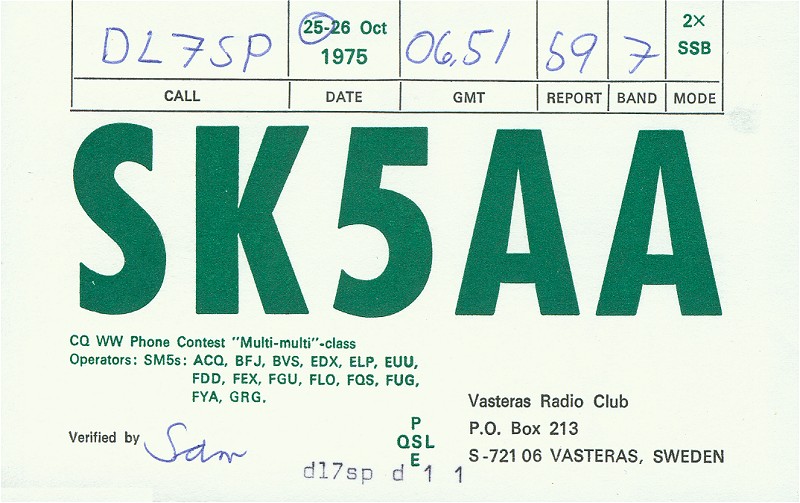 DL7SP 25-26 Oct 1975 06.51 59 7 2× SSB
CALL DATE GMT REPORT BAND MODE
SK5AA
CQ WW Phone Contest "Multi-multi"-class
Operators: SM5s: ACQ, BFJ, BVS, EDX, ELP, EUU,
FDD, FEX, FGU, FLO, FQS, FUG,
FYA, GRG.
Verified by
PSE QSL
Vasteras Radio Club
P.O. Box 213
S-721 06 VASTERAS, SWEDEN
dl7sp d 1 1